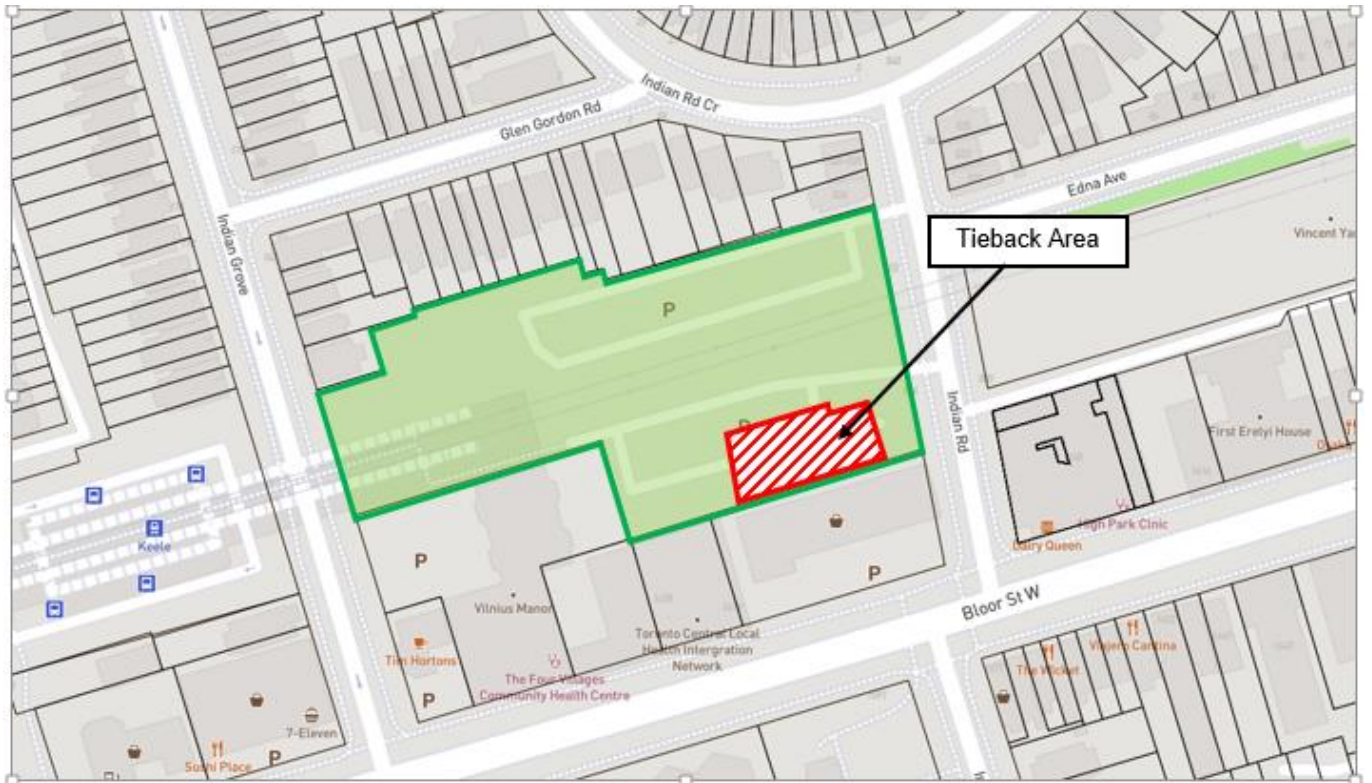 Indian Rd Cr
Glen Gordon Rd
Edna Ave
Indian Grove
Tieback Area
P
Indian Rd
First Erelyi House
High Park Clinic
Dairy Queen
Keele
P
P
Vilnius Manor
Bloor St W
Toronto Central Local
Health Intergration
Network
Tim Hortons
The Four Villages
Community Health Centre
P
The Wicket
Viajero Cantina
7-Eleven
Sushi Place
P